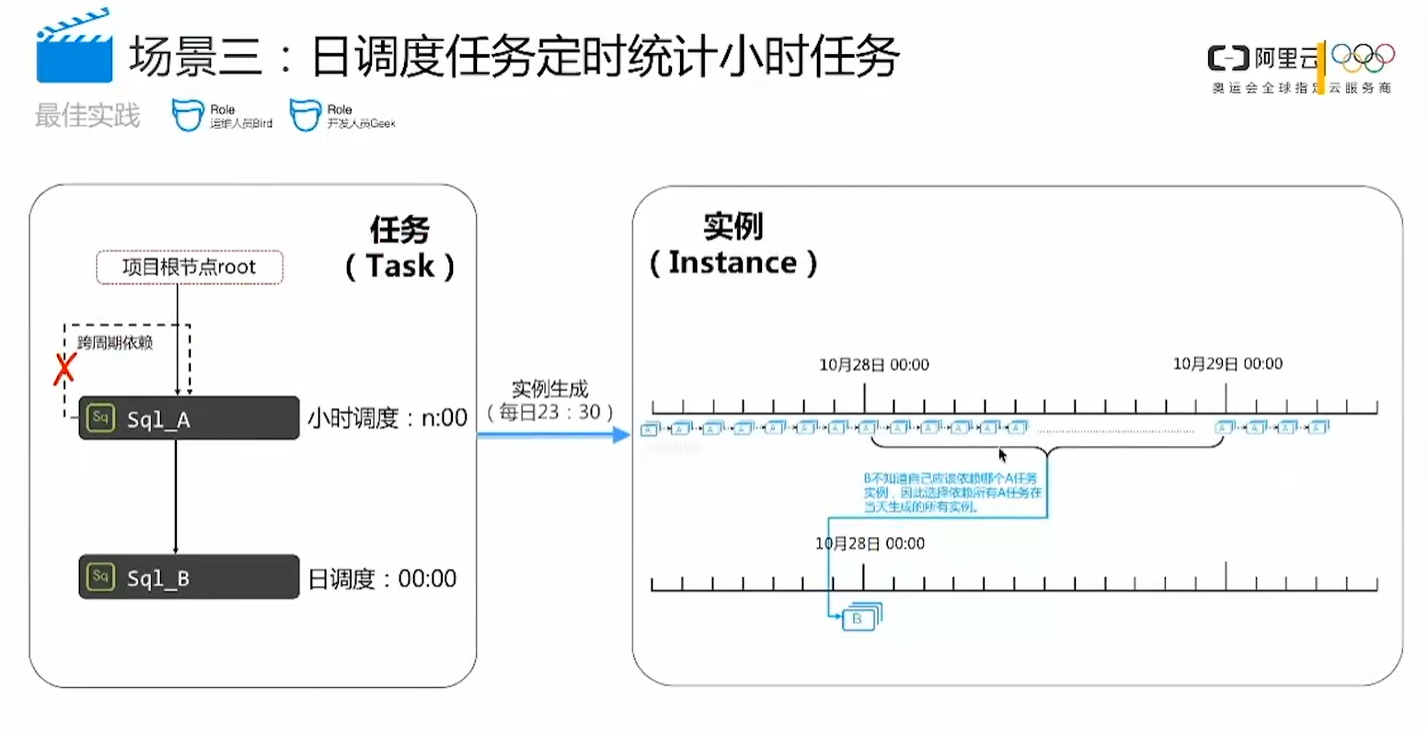 场景三：日调度任务定时统计小时任务
阿里云
奥运会全球指定云服务商
最佳实践
Role
运维人员Bird
Role
开发人员Geek
任务
（Task）
项目根节点root
跨周期依赖
Sq
Sql_A
小时调度：n:00
Sq
Sql_B
日调度：00:00
实例生成
（每日23：30）
实例
（Instance）
10月28日 00:00
10月29日 00:00
A A A A A A A A A A A A A A A A A
B不知道自己应该依赖哪个A任务
实例，因此选择依赖所有A任务在
当天生成的所有实例。
10月28日 00:00
B